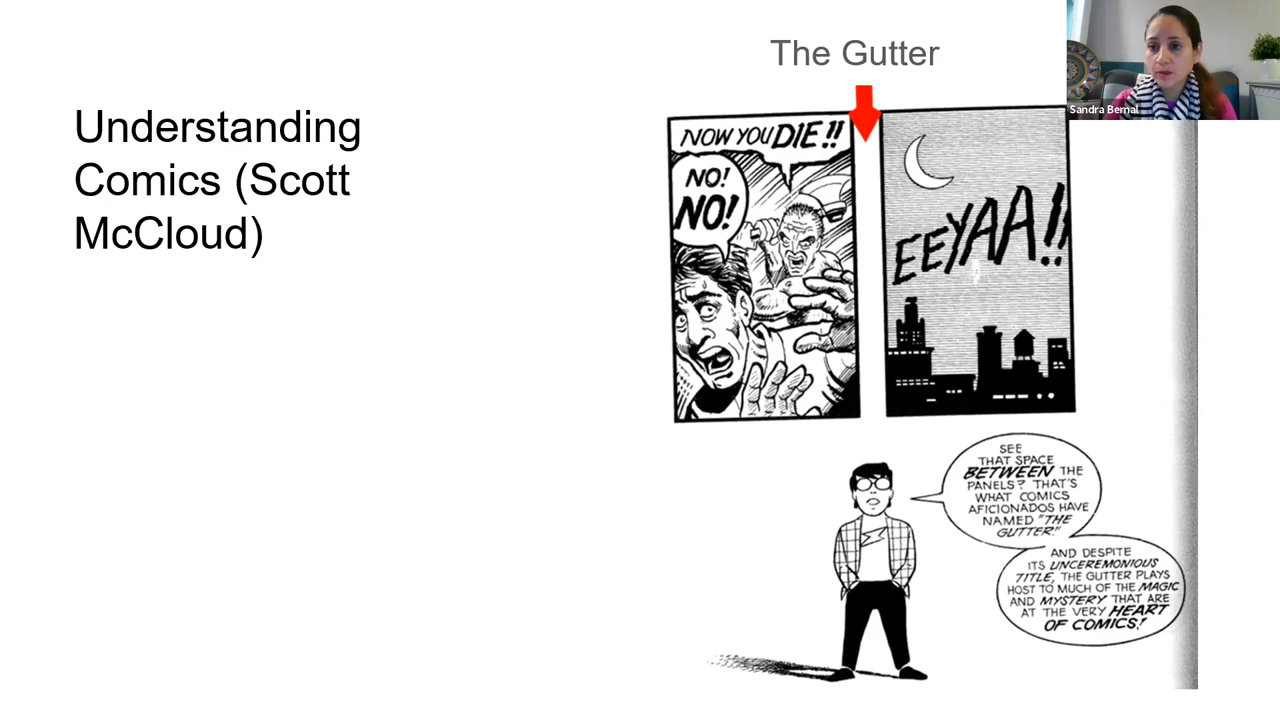 Understanding
Comics (Scott
McCloud)
The Gutter
Sandra Bernal
NOW YOU DIE!!
NO!
NO!
EEYAA!!
SEE
THAT SPACE
BETWEEN THE
PANELS? THAT'S
WHAT COMICS
AFICIONADOS HAVE
NAMED "THE
GUTTER."
AND DESPITE
ITS UNCEREMONIOUS
TITLE, THE GUTTER PLAYS
HOST TO MUCH OF THE MAGIC
AND MYSTERY THAT ARE
AT THE VERY HEART
OF COMICS!